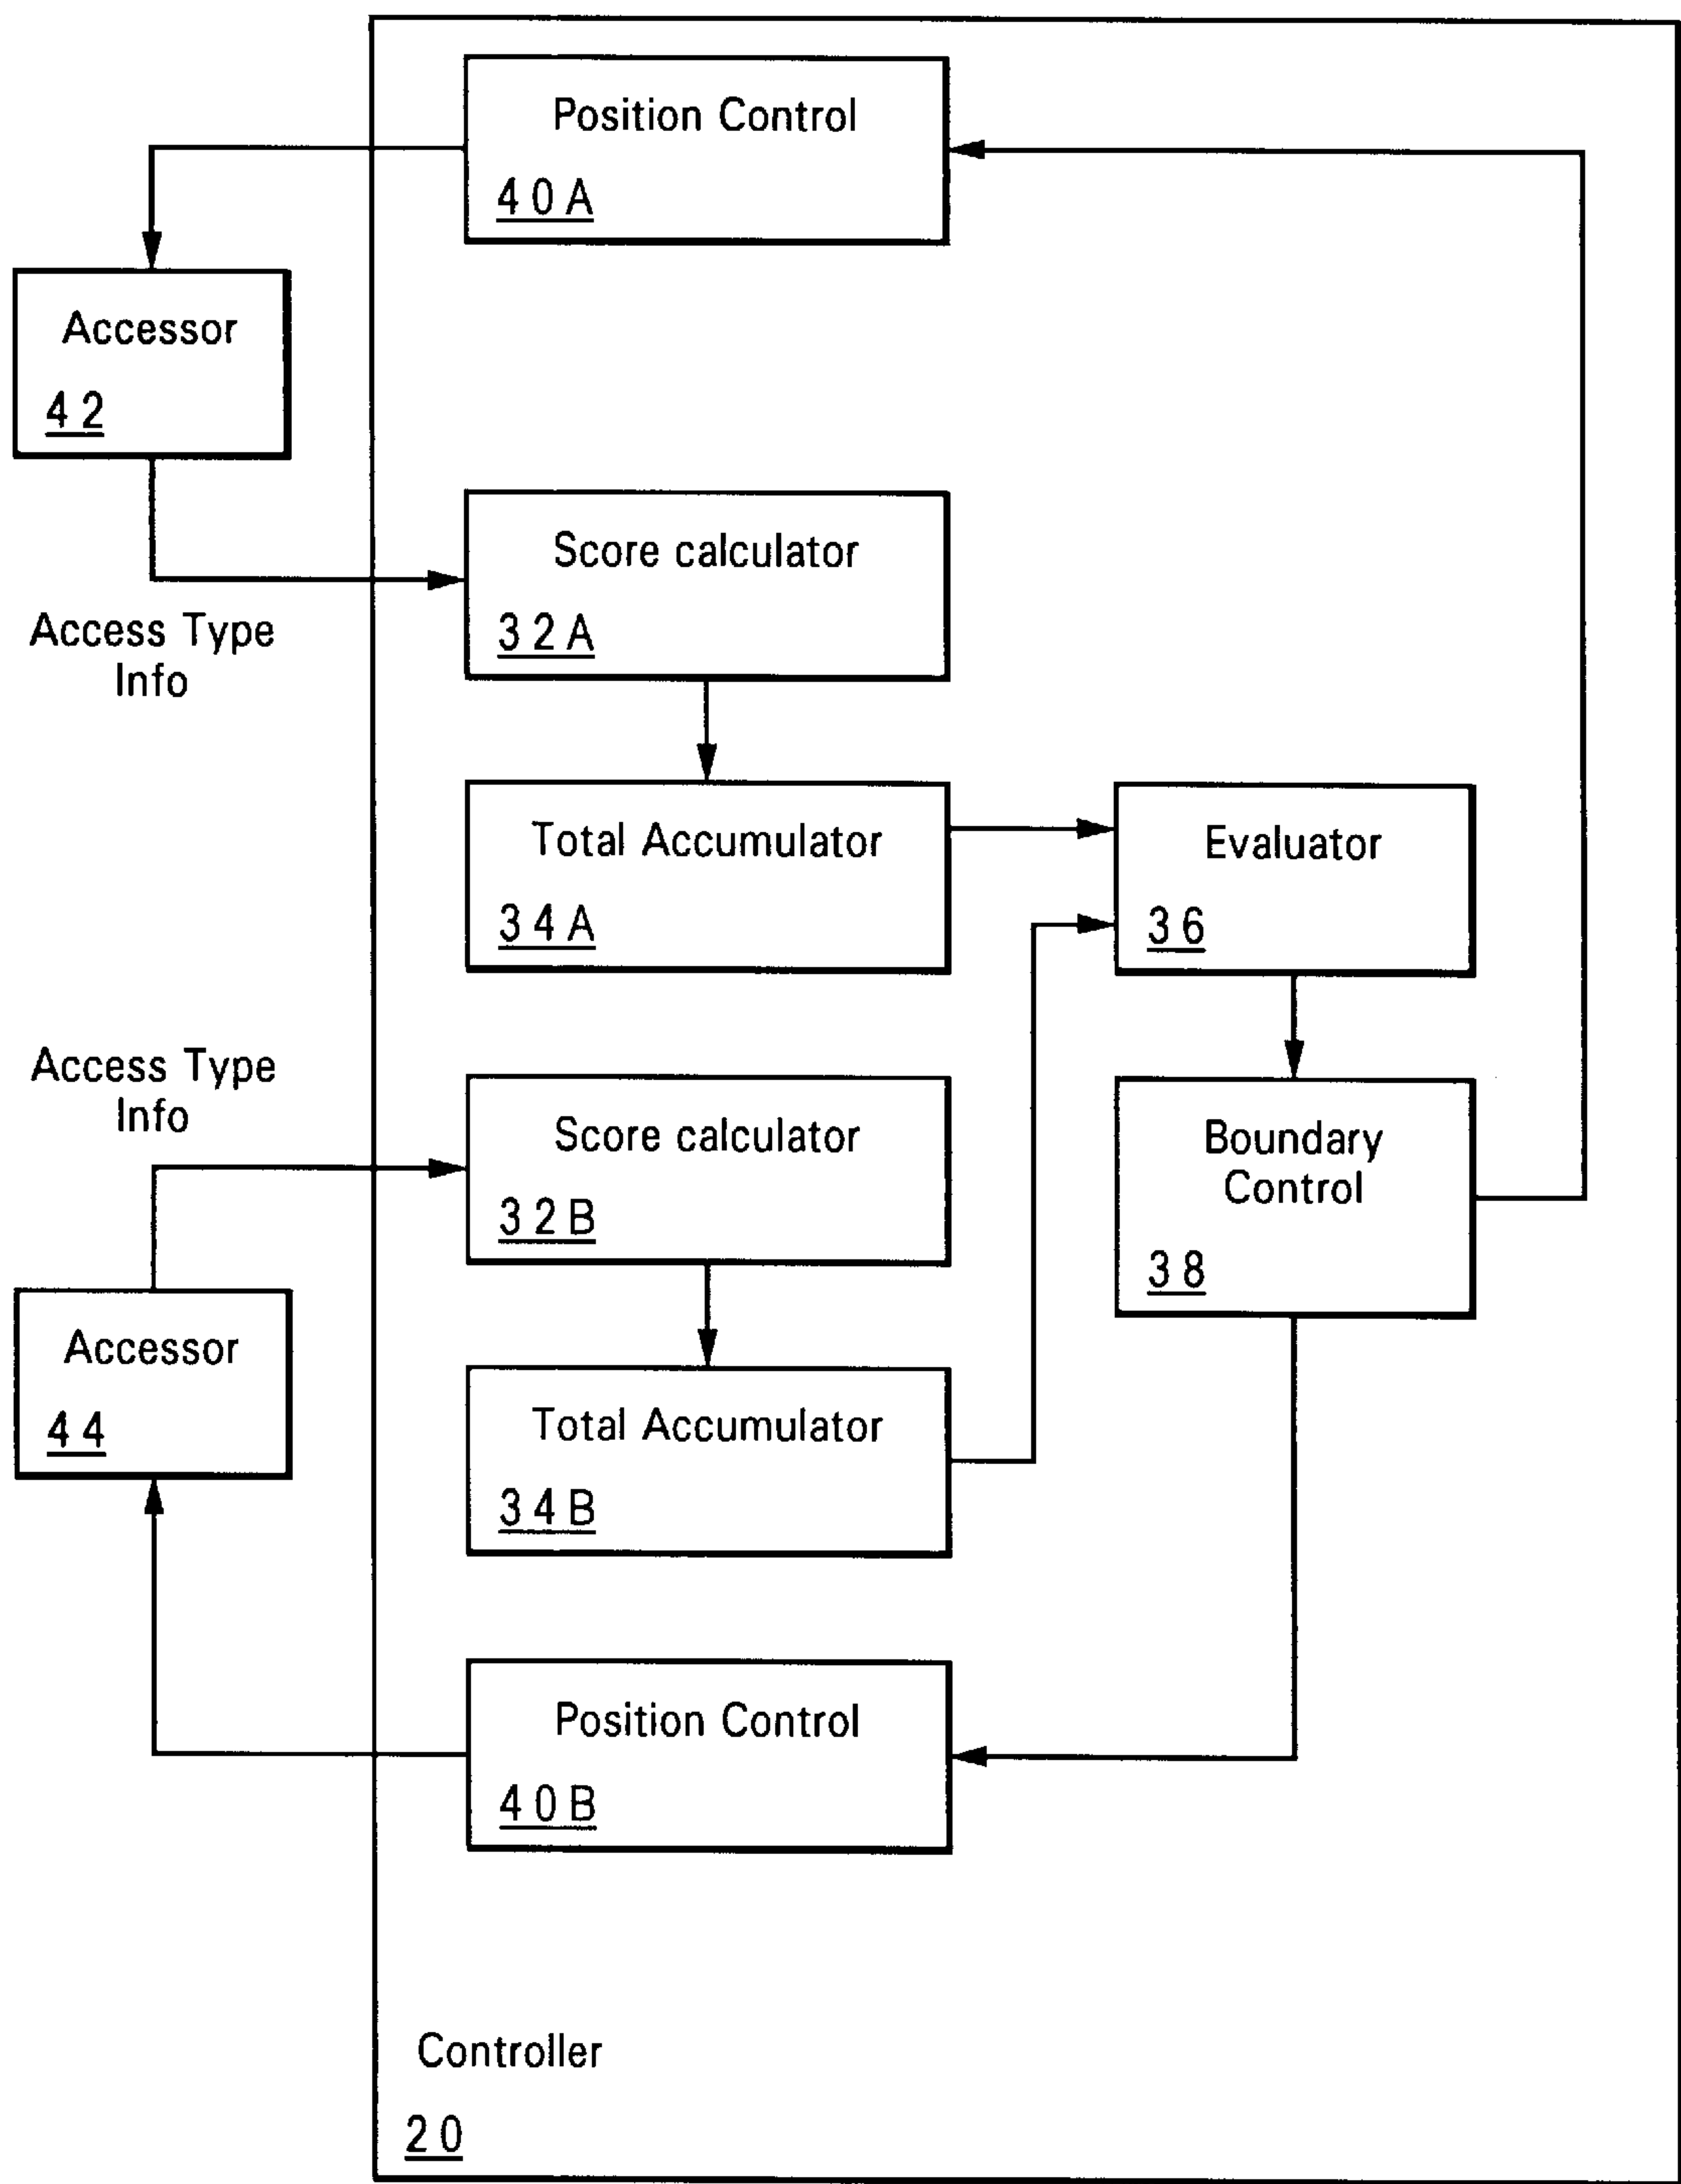 Position Control
40A
Accessor
42
Access Type
Info
Score calculator
32A
Total Accumulator
34A
Evaluator
36
Access Type
Info
Score calculator
32B
Boundary
Control
38
Accessor
44
Total Accumulator
34B
Position Control
40B
Controller
20